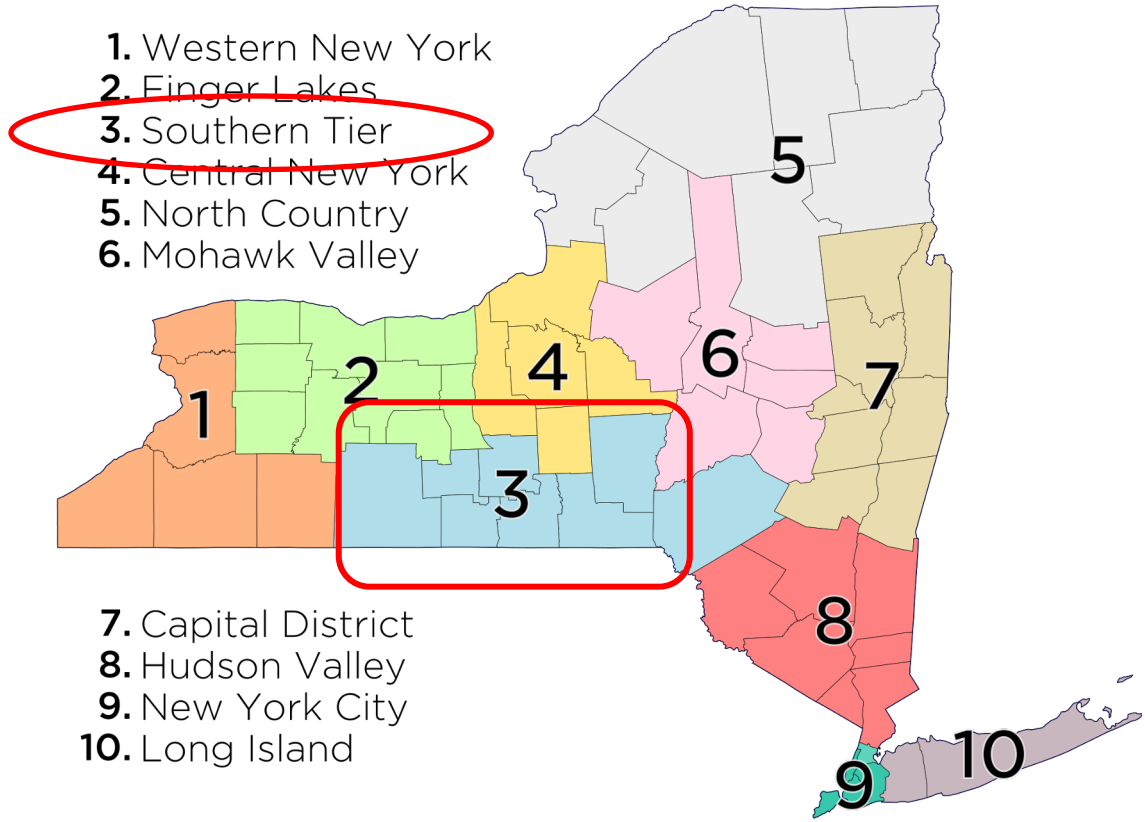 1. Western New York
2. Finger Lakes
3. Southern Tier
4. Central New York
5. North Country
6. Mohawk Valley
5
6
7
4
2
1
3
7. Capital District
8. Hudson Valley
9. New York City
10. Long Island
8
10
9